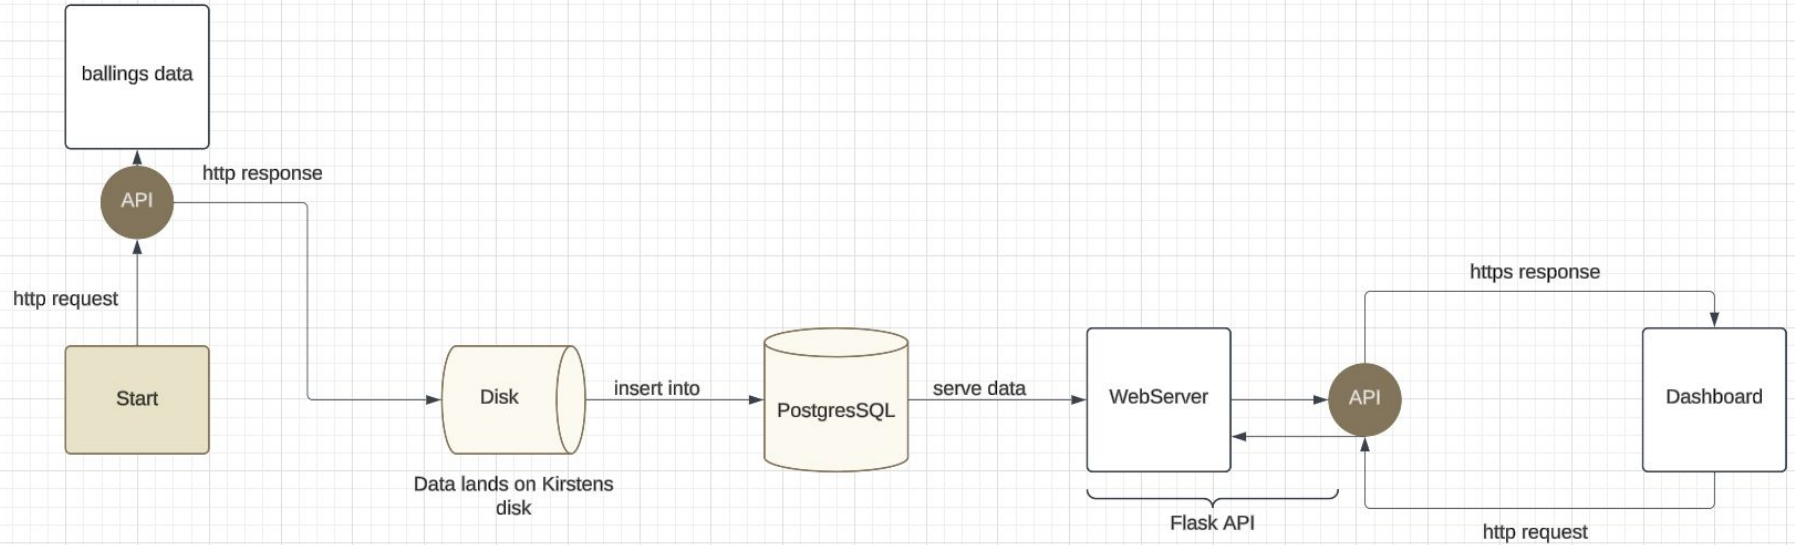 ballings data
API
http response
http request
Start
Disk
Data lands on Kirstens
disk
insert into
PostgresSQL
serve data
WebServer
API
Flask API
https response
Dashboard
http request